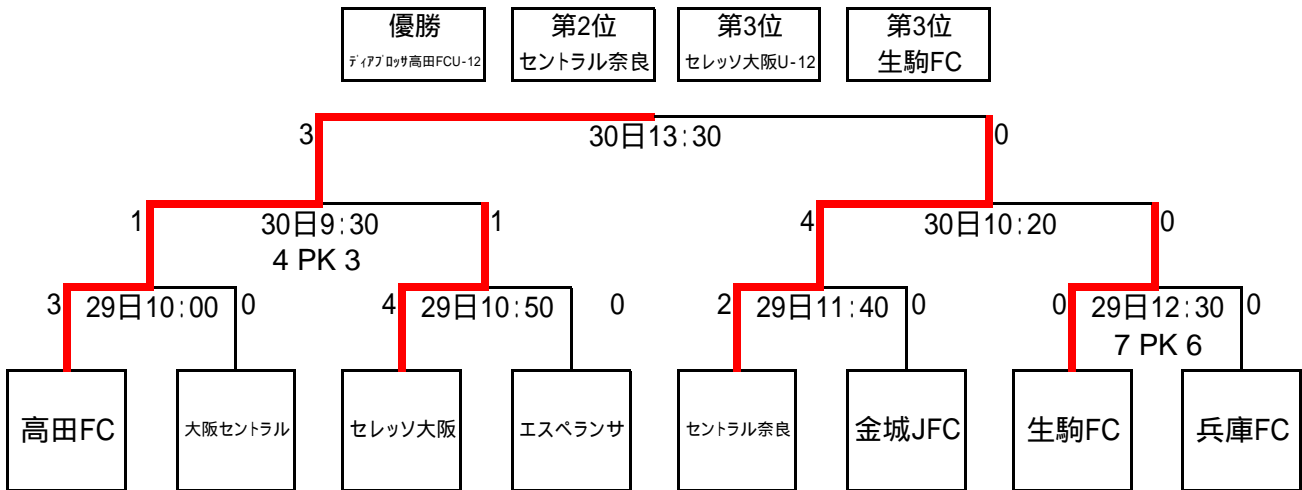 優勝 第2位 第3位 第3位
ディアブロッサ高田FCU-12 セントラル奈良 セレッソ大阪U-12 生駒FC
3 30日13:30 0
1 30日9:30 1 4 30日10:20 0
4 PK 3
3 29日10:00 0 4 29日10:50 0 2 29日11:40 0 0 29日12:30 0
7 PK 6
高田FC 大阪セントラル セレッソ大阪 エスペランサ セントラル奈良 金城JFC 生駒FC 兵庫FC